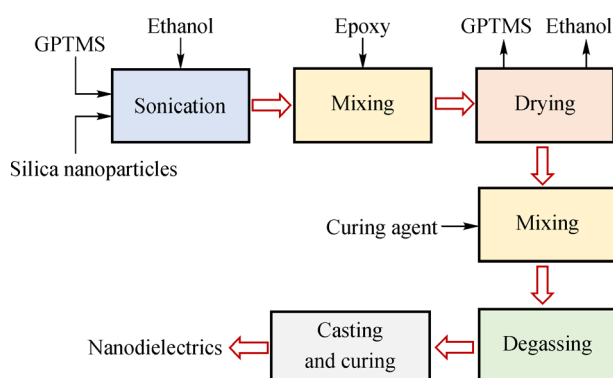 Ethanol
Epoxy
GPTMS
Ethanol
GPTMS
Sonication
Mixing
Drying
Silica nanoparticles
Curing agent
Mixing
Nanodielectrics
Casting
and curing
Degassing